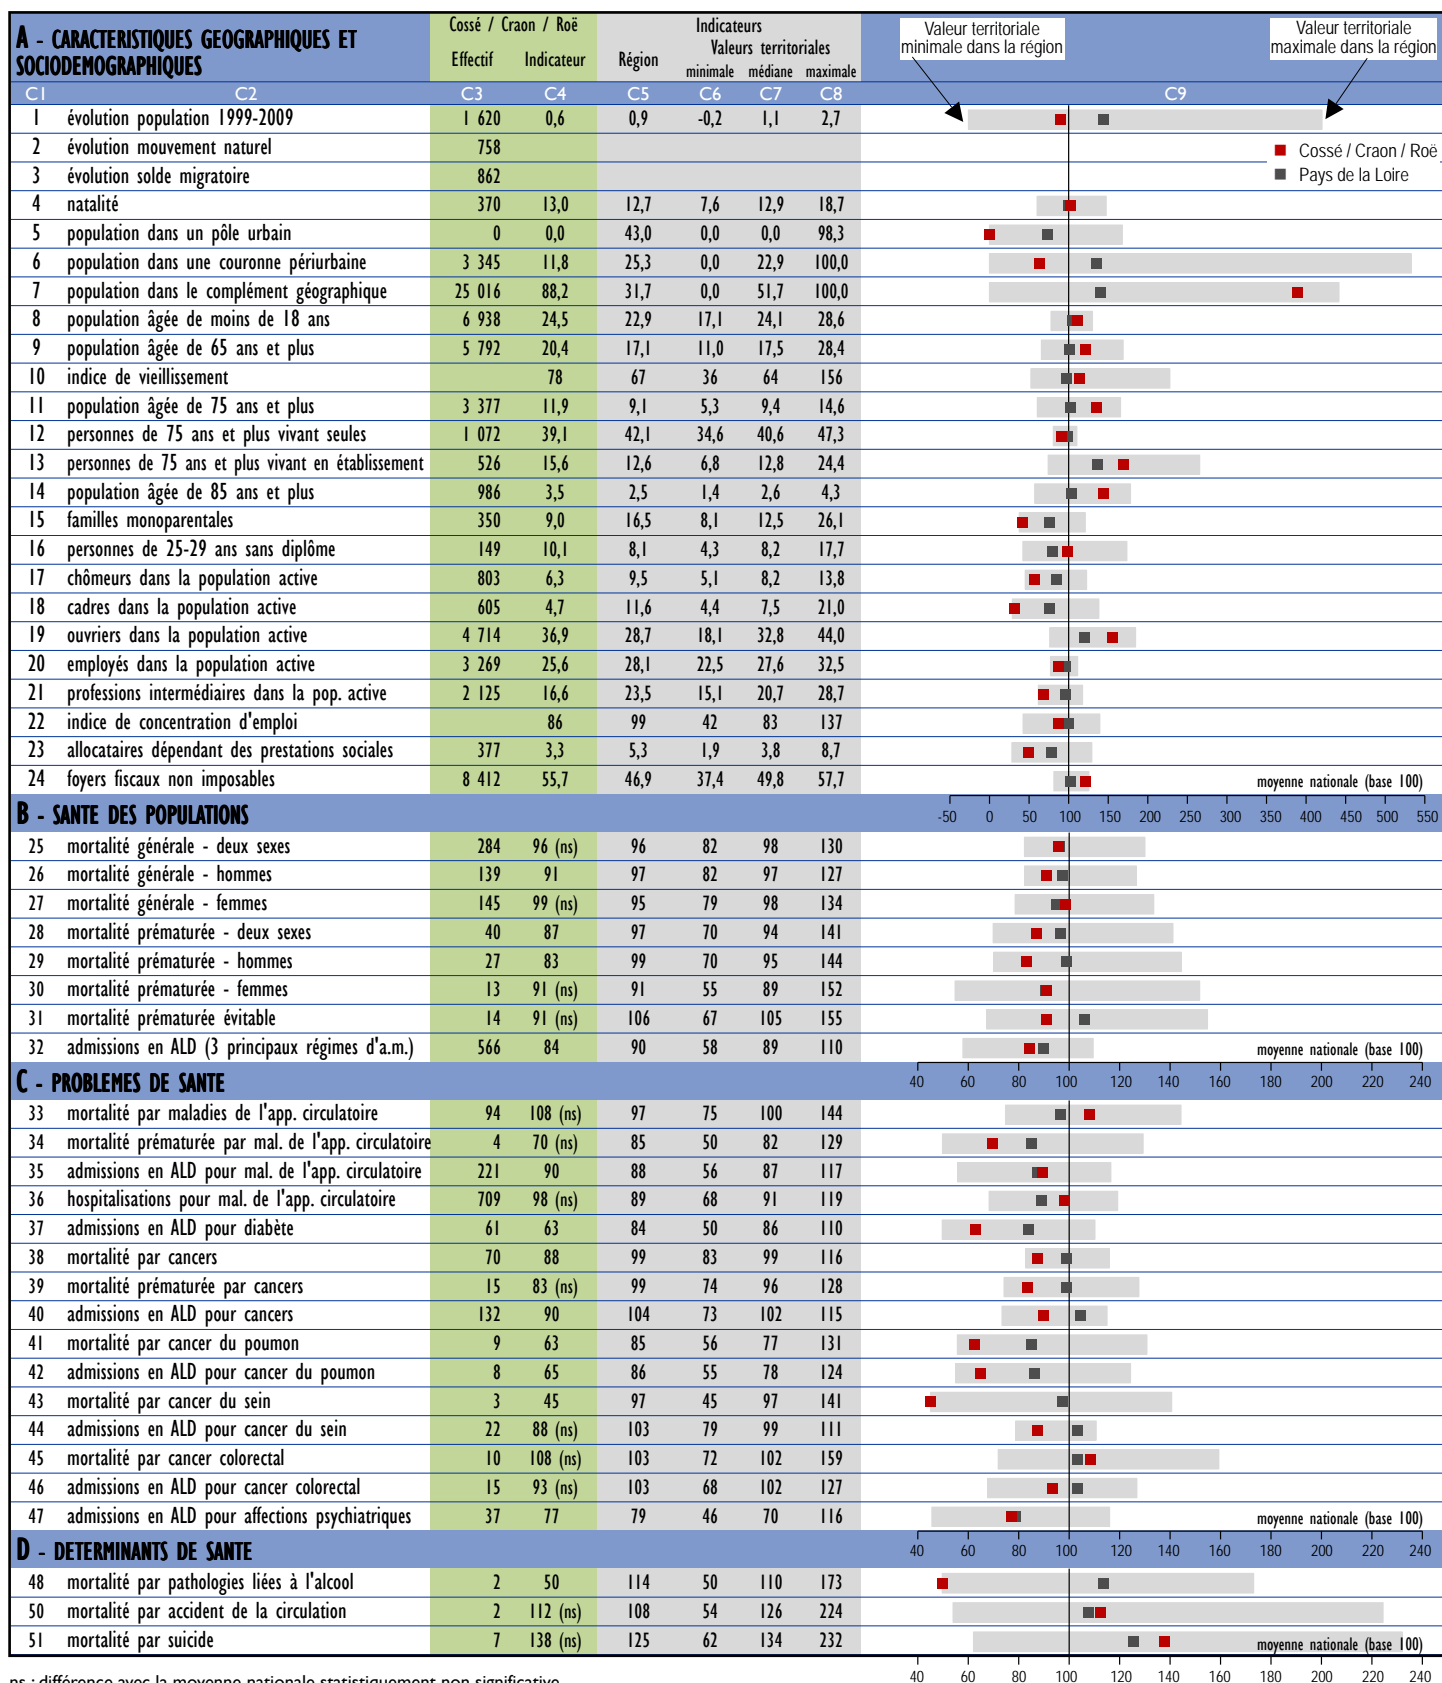 A - CARACTERISTIQUES GEOGRAPHIQUES ET SOCIODEMOGRAPHIQUES
Cossé / Craon / Roë
Effectif Indicateur
Indicateurs
Région
Valeurs territoriales
minimale médiane maximale
Valeur territoriale minimale dans la région
Valeur territoriale maximale dans la région
C1 C2 C3 C4 C5 C6 C7 C8 C9
1 évolution population 1999-2009 1 620 0,6 0,9 -0,2 1,1 2,7
2 évolution mouvement naturel 758
Cossé / Craon / Roë
3 évolution solde migratoire 862
Pays de la Loire
4 natalité 370 13,0 12,7 7,6 12,9 18,7
5 population dans un pôle urbain 0 0,0 43,0 0,0 0,0 98,3
6 population dans une couronne périurbaine 3 345 11,8 25,3 0,0 22,9 100,0
7 population dans le complément géographique 25 016 88,2 31,7 0,0 51,7 100,0
8 population âgée de moins de 18 ans 6 938 24,5 22,9 17,1 24,1 28,6
9 population âgée de 65 ans et plus 5 792 20,4 17,1 11,0 17,5 28,4
10 indice de vieillissement 78 67 36 64 156
11 population âgée de 75 ans et plus 3 377 11,9 9,1 5,3 9,4 14,6
12 personnes de 75 ans et plus vivant seules 1 072 39,1 42,1 34,6 40,6 47,3
13 personnes de 75 ans et plus vivant en établissement 526 15,6 12,6 6,8 12,8 24,4
14 population âgée de 85 ans et plus 986 3,5 2,5 1,4 2,6 4,3
15 familles monoparentales 350 9,0 16,5 8,1 12,5 26,1
16 personnes de 25-29 ans sans diplôme 149 10,1 8,1 4,3 8,2 17,7
17 chômeurs dans la population active 803 6,3 9,5 5,1 8,2 13,8
18 cadres dans la population active 605 4,7 11,6 4,4 7,5 21,0
19 ouvriers dans la population active 4 714 36,9 28,7 18,1 32,8 44,0
20 employés dans la population active 3 269 25,6 28,1 22,5 27,6 32,5
21 professions intermédiaires dans la pop. active 2 125 16,6 23,5 15,1 20,7 28,7
22 indice de concentration d'emploi 86 99 42 83 137
23 allocataires dépendant des prestations sociales 377 3,3 5,3 1,9 3,8 8,7
24 foyers fiscaux non imposables 8 412 55,7 46,9 37,4 49,8 57,7 moyenne nationale (base 100)
B - SANTE DES POPULATIONS
-50 0 50 100 150 200 250 300 350 400 450 500 550
25 mortalité générale - deux sexes 284 96 (ns) 96 82 98 130
26 mortalité générale - hommes 139 91 97 82 97 127
27 mortalité générale - femmes 145 99 (ns) 95 79 98 134
28 mortalité prématurée - deux sexes 40 87 97 70 94 141
29 mortalité prématurée - hommes 27 83 99 70 95 144
30 mortalité prématurée - femmes 13 91 (ns) 91 55 89 152
31 mortalité prématurée évitable 14 91 (ns) 106 67 105 155
32 admissions en ALD (3 principaux régimes d'a.m.) 566 84 90 58 89 110 moyenne nationale (base 100)
C - PROBLEMES DE SANTE
40 60 80 100 120 140 160 180 200 220 240
33 mortalité par maladies de l'app. circulatoire 94 108 (ns) 97 75 100 144
34 mortalité prématurée par mal. de l'app. circulatoire 4 70 (ns) 85 50 82 129
35 admissions en ALD pour mal. de l'app. circulatoire 221 90 88 56 87 117
36 hospitalisations pour mal. de l'app. circulatoire 709 98 (ns) 89 68 91 119
37 admissions en ALD pour diabète 61 63 84 50 86 110
38 mortalité par cancers 70 88 99 83 99 116
39 mortalité prématurée par cancers 15 83 (ns) 99 74 96 128
40 admissions en ALD pour cancers 132 90 104 73 102 115
41 mortalité par cancer du poumon 9 63 85 56 77 131
42 admissions en ALD pour cancer du poumon 8 65 86 55 78 124
43 mortalité par cancer du sein 3 45 97 45 97 141
44 admissions en ALD pour cancer du sein 22 88 (ns) 103 79 99 111
45 mortalité par cancer colorectal 10 108 (ns) 103 72 102 159
46 admissions en ALD pour cancer colorectal 15 93 (ns) 103 68 102 127
47 admissions en ALD pour affections psychiatriques 37 77 79 46 70 116 moyenne nationale (base 100)
D - DETERMINANTS DE SANTE
40 60 80 100 120 140 160 180 200 220 240
48 mortalité par pathologies liées à l'alcool 2 50 114 50 110 173
50 mortalité par accident de la circulation 2 112 (ns) 108 54 126 224
51 mortalité par suicide 7 138 (ns) 125 62 134 232 moyenne nationale (base 100)
40 60 80 100 120 140 160 180 200 220 240
ns : différence avec la moyenne nationale statistiquement non significative